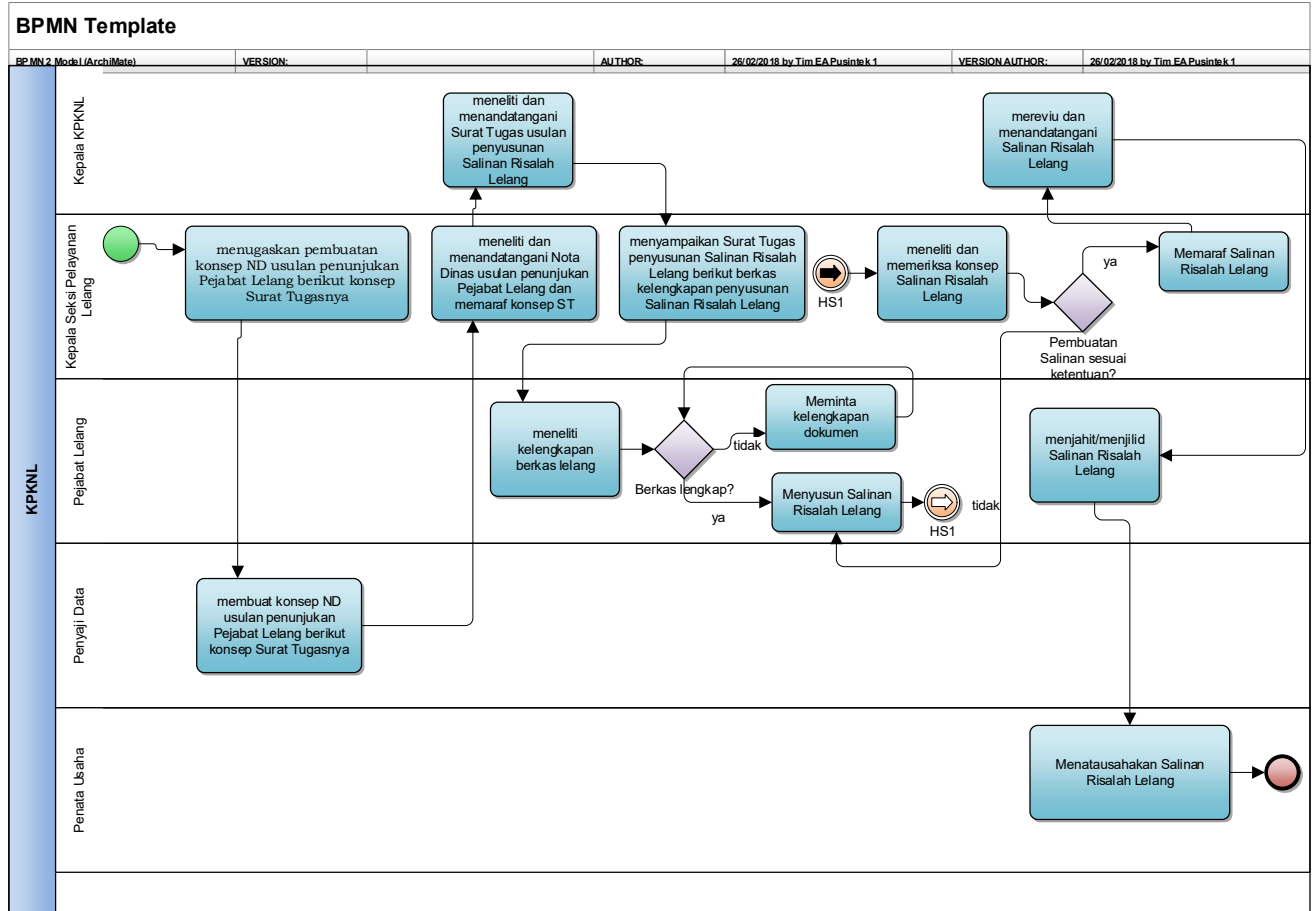 BPMN Template
BPMN 2 Model (ArchiMate)
VERSION:
AUTHOR:
26/02/2018 by Tim EA Pusintek 1
VERSION AUTHOR:
26/02/2018 by Tim EA Pusintek 1
KPKNL
Kepala KPKNL
meneliti dan
menandatangani
Surat Tugas usulan
penyusunan
Salinan Risalah
Lelang
mereviu dan
menandatangani
Salinan Risalah
Lelang
Kepala Seksi Pelayanan
Lelang
menugaskan pembuatan
konsep ND usulan penunjukan
Pejabat Lelang berikut konsep
Surat Tugasnya
meneliti dan
menandatangani Nota
Dinas usulan penunjukan
Pejabat Lelang dan
memaraf konsep ST
menyampaikan Surat Tugas
penyusunan Salinan Risalah
Lelang berikut berkas
kelengkapan penyusunan
Salinan Risalah Lelang
HS1
meneliti dan
memeriksa konsep
Salinan Risalah
Lelang
Pembuatan
Salinan sesuai
ketentuan?
ya
Memaraf Salinan
Risalah Lelang
Pejabat Lelang
meneliti
kelengkapan
berkas lelang
Berkas lengkap?
tidak
Meminta
kelengkapan
dokumen
ya
Menyusun Salinan
Risalah Lelang
HS1
tidak
menjahit/menjilid
Salinan Risalah
Lelang
Penyaji Data
membuat konsep ND
usulan penunjukan
Pejabat Lelang berikut
konsep Surat Tugasnya
Penata Usaha
Menatausahakan Salinan
Risalah Lelang